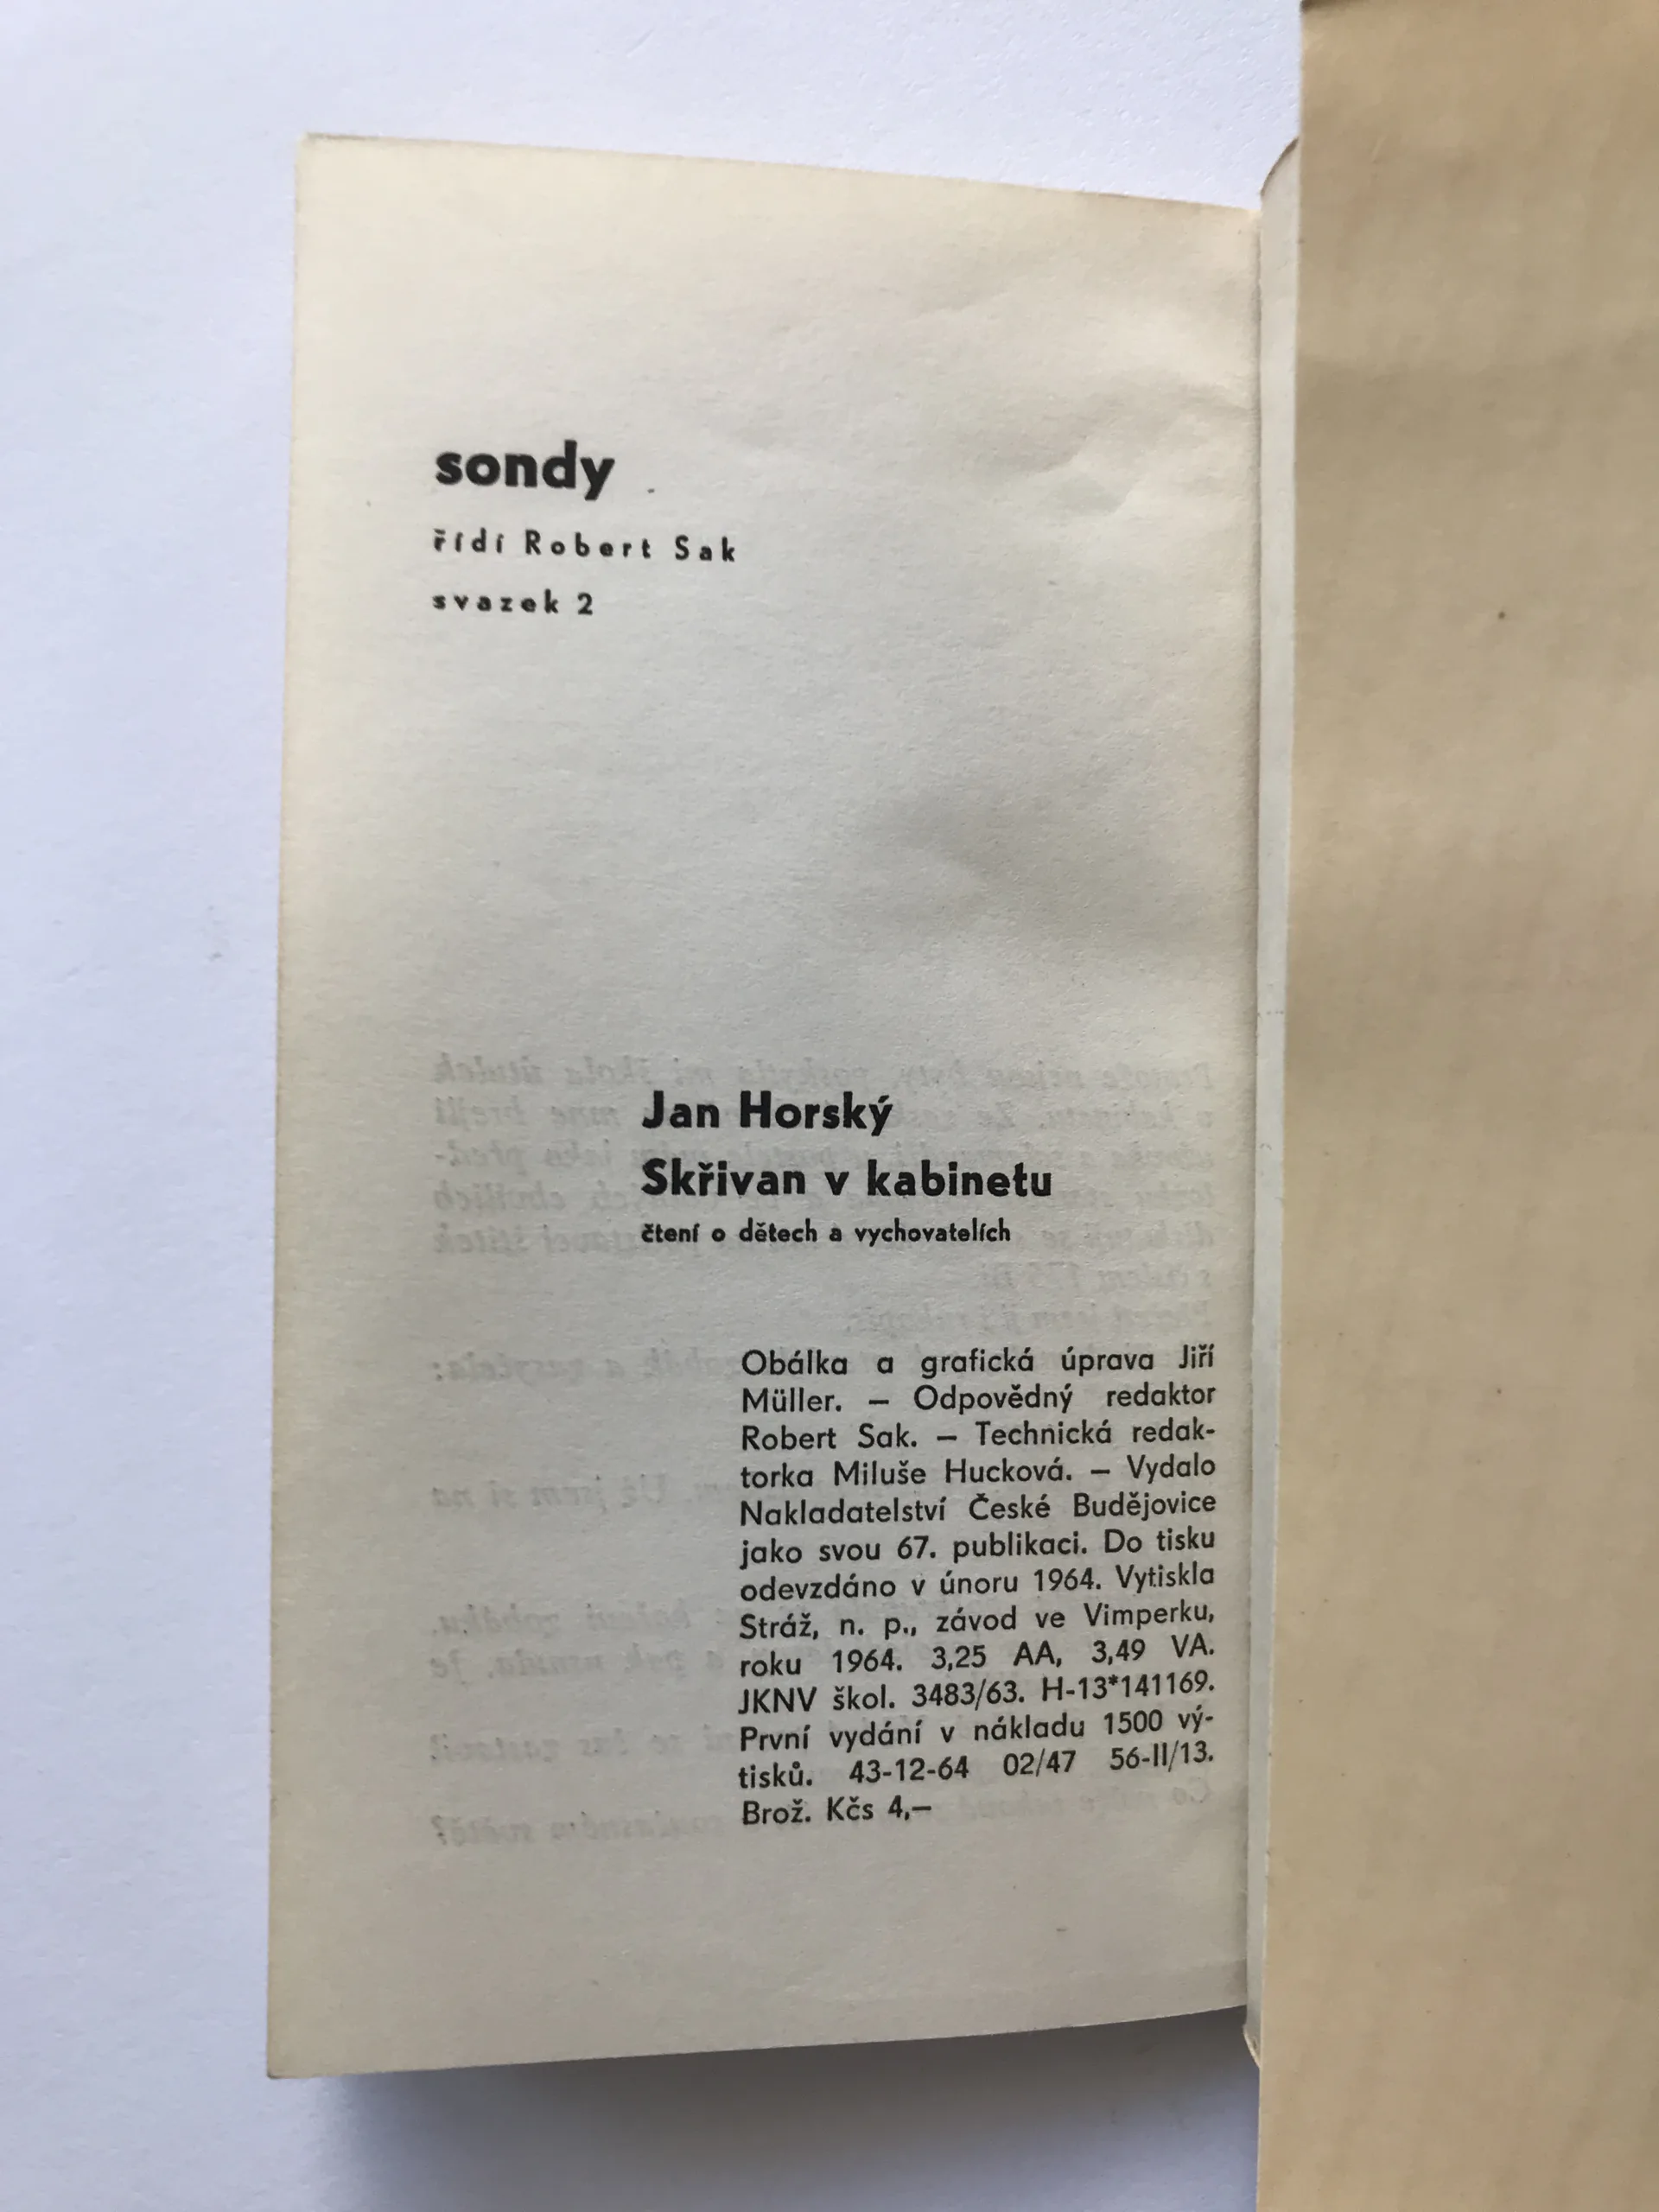 sondy
řídí Robert Sak
svazek 2
Jan Horský
Skřivan v kabinetu
čtení o dětech a vychovatelích
Obálka a grafická úprava Jiří
Müller. — Odpovědný redaktor
Robert Sak. — Technická redak-
torka Miluše Hucková. — Vydalo
Nakladatelství České Budějovice
jako svou 67. publikaci. Do tisku
odevzdáno v únoru 1964. Vytiskla
Stráž, n. p., závod ve Vimperku,
roku 1964. 3,25 AA, 3,49 VA.
JKNV škol. 3483/63. H-13*141169.
První vydání v nákladu 1500 vý-
tisků. 43-12-64 02/47 56-II/13.
Brož. Kčs 4,—